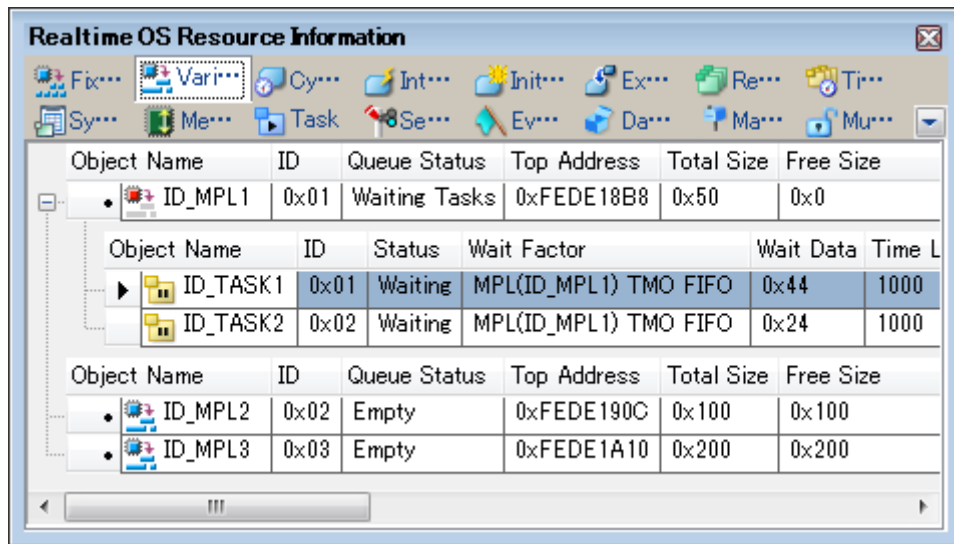 Realtime OS Resource Information
Fix··· Vari··· Cy··· Int··· Init··· Ex··· Re··· Ti···
Sy··· Me··· Task Se··· Ev··· Da··· Ma··· Mu···
Object Name ID Queue Status Top Address Total Size Free Size
ID_MPL1 0x01 Waiting Tasks 0xFEDE18B8 0x50 0x0
Object Name ID Status Wait Factor Wait Data Time L
ID_TASK1 0x01 Waiting MPL(ID_MPL1) TMO FIFO 0x44 1000
ID_TASK2 0x02 Waiting MPL(ID_MPL1) TMO FIFO 0x24 1000
Object Name ID Queue Status Top Address Total Size Free Size
ID_MPL2 0x02 Empty 0xFEDE190C 0x100 0x100
ID_MPL3 0x03 Empty 0xFEDE1A10 0x200 0x200